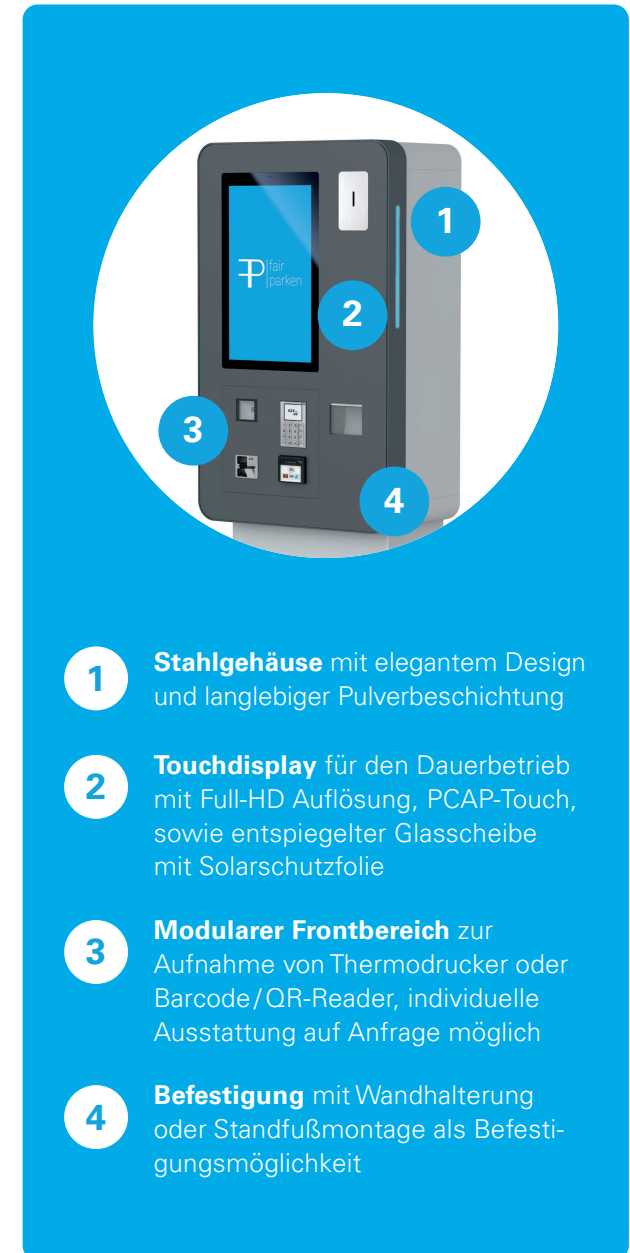 fair
parken
1
2
3
4
1
Stahlgehäuse mit elegantem Design
und langlebiger Pulverbeschichtung
2
Touchdisplay für den Dauerbetrieb
mit Full-HD Auflösung, PCAP-Touch,
sowie entspiegelter Glasscheibe
mit Solarschutzfolie
3
Modularer Frontbereich zur
Aufnahme von Thermodrucker oder
Barcode/QR-Reader, individuelle
Ausstattung auf Anfrage möglich
4
Befestigung mit Wandhalterung
oder Standfußmontage als Befesti-
gungsmöglichkeit